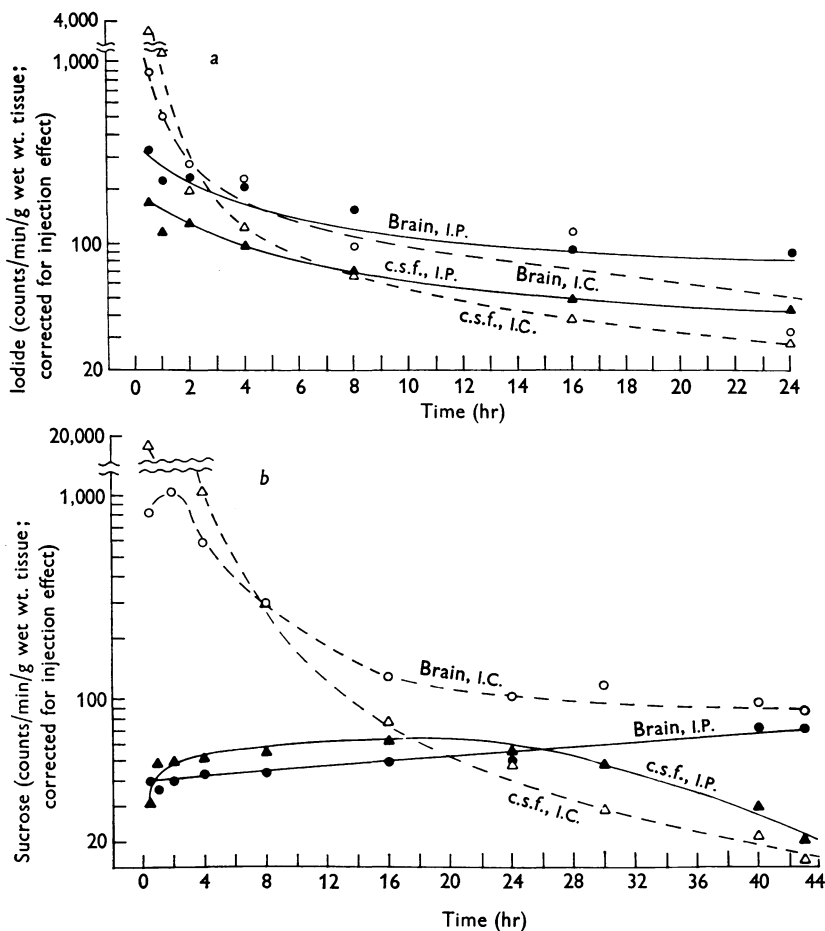 4,000
1,000
100
20
Iodide (counts/min/g wet wt. tissue;
corrected for injection effect)
a
Brain, I.P.
Brain, I.C.
c.s.f., I.P.
c.s.f., I.C.
0 2 4 8 10 12 14 16 18 20 22 24
Time (hr)
20,000
1,000
100
20
Sucrose (counts/min/g wet wt. tissue;
corrected for injection effect)
b
Brain, I.C.
Brain, I.P.
c.s.f., I.P.
c.s.f., I.C.
0 4 8 12 16 20 24 28 32 36 40 44
Time (hr)